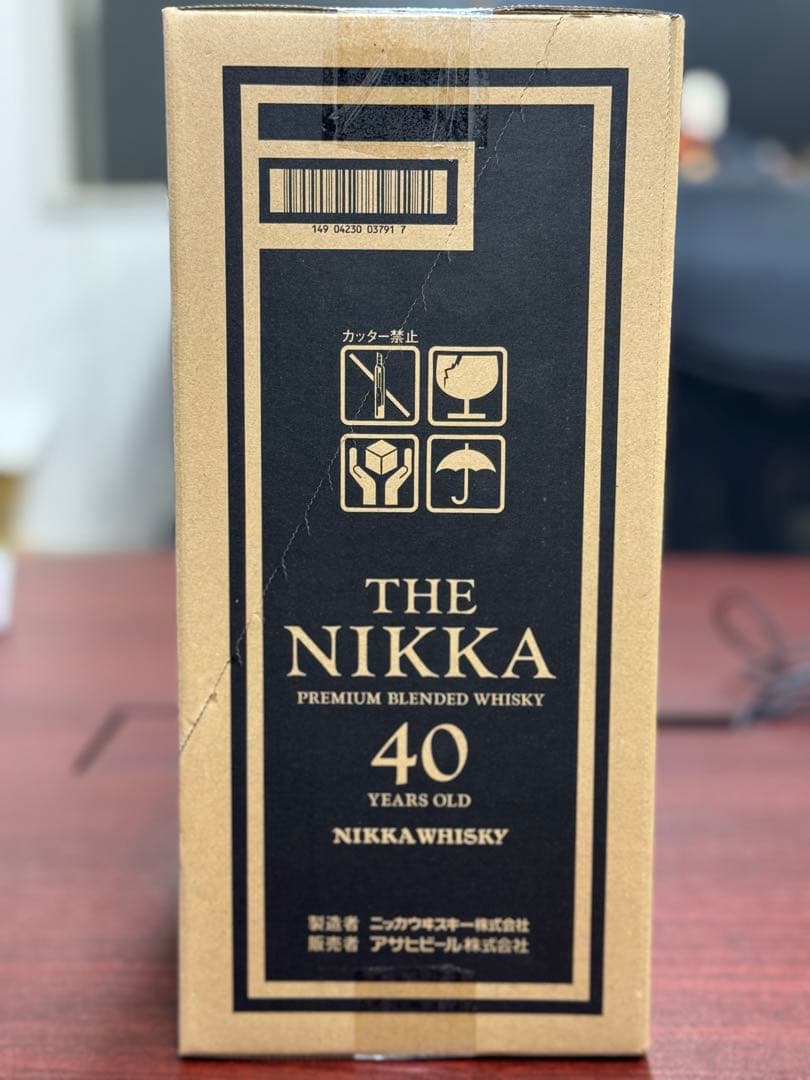 149 04230 03791 7
カッター禁止
THE
NIKKA
PREMIUM BLENDED WHISKY
40
YEARS OLD
NIKKA WHISKY
製造者 ニッカウヰスキー株式会社
販売者 アサヒビール株式会社